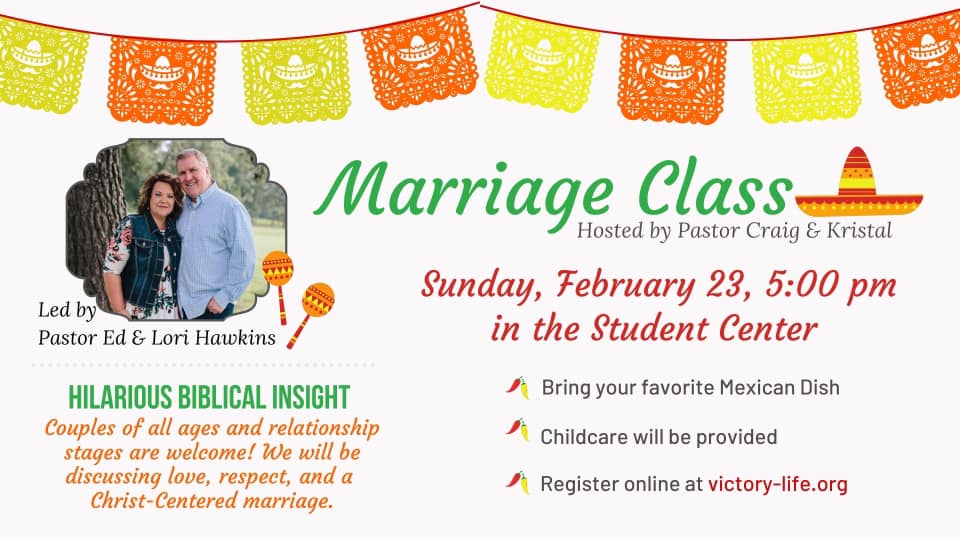 Marriage Class
Hosted by Pastor Craig & Kristal
Led by
Pastor Ed & Lori Hawkins
Sunday, February 23, 5:00 pm
in the Student Center
HILARIOUS BIBLICAL INSIGHT
Couples of all ages and relationship
stages are welcome! We will be
discussing love, respect, and a
Christ-Centered marriage.
Bring your favorite Mexican Dish
Childcare will be provided
Register online at victory-life.org